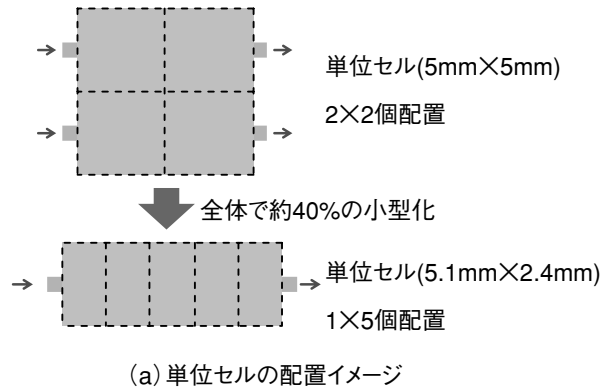 単位セル(5mm×5mm)
2×2個配置
全体で約40%の小型化
単位セル(5.1mm×2.4mm)
1×5個配置
(a)単位セルの配置イメージ